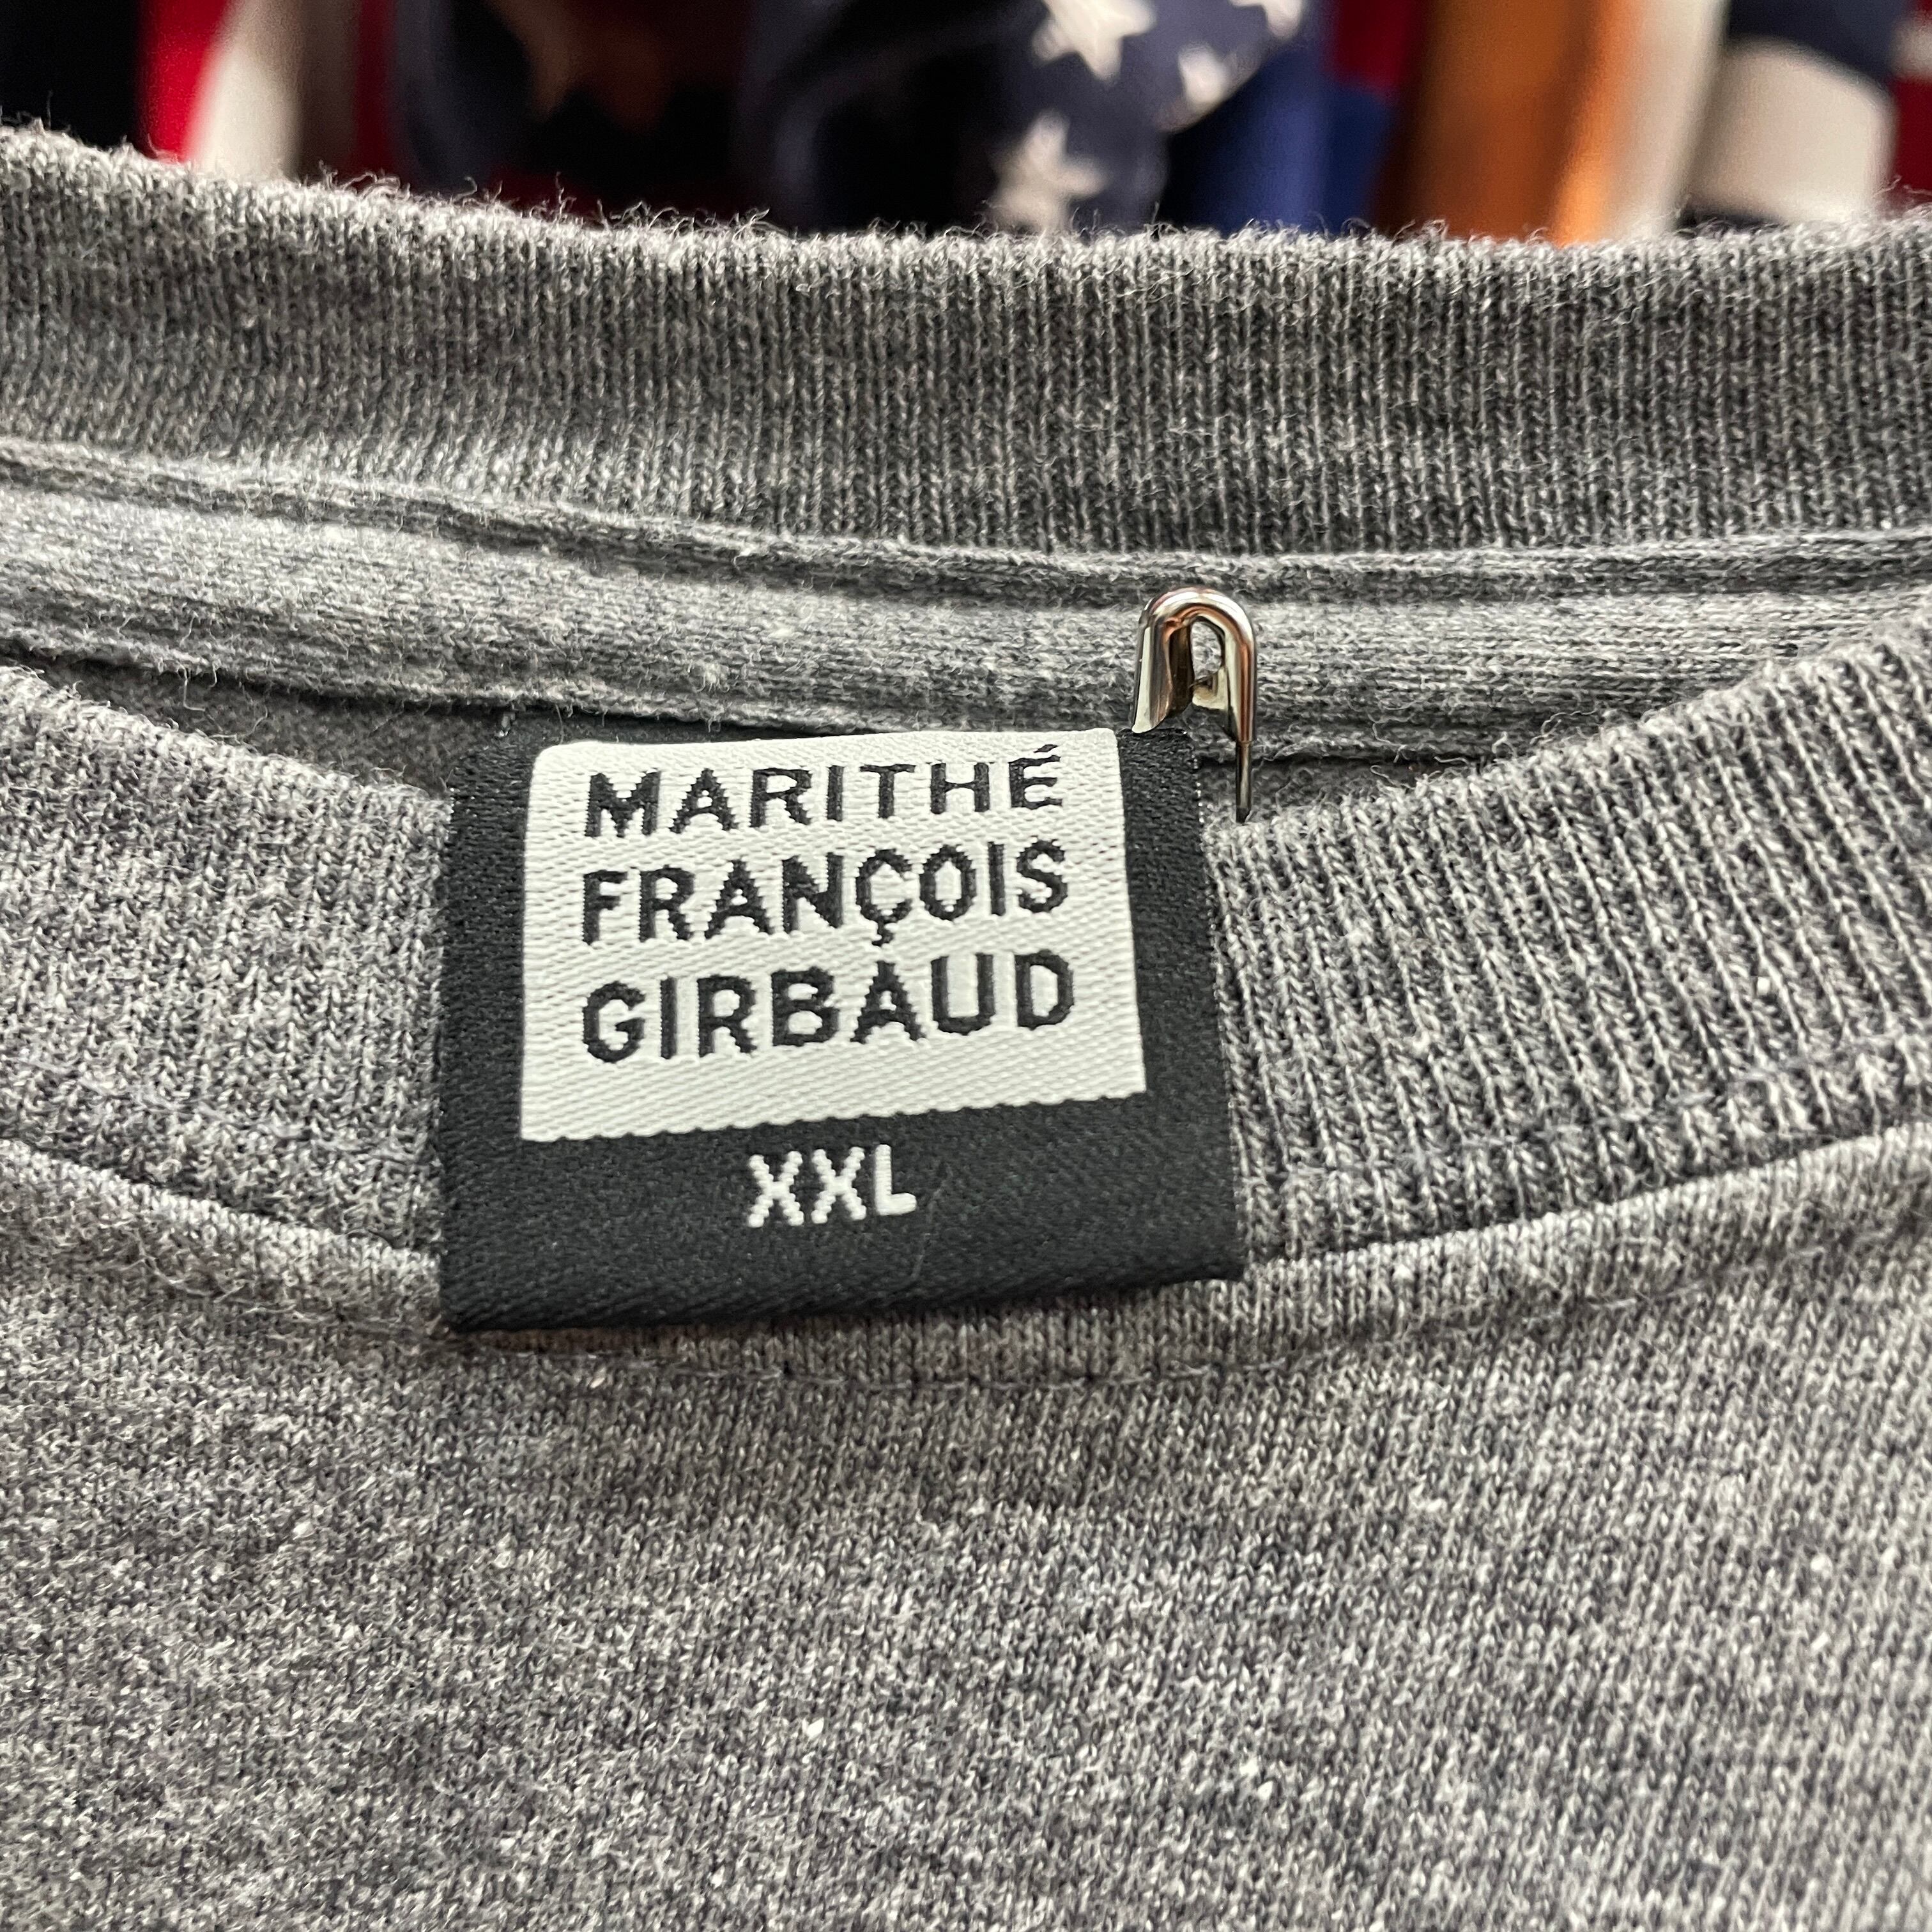 MARITHÉ
FRANÇOIS
GIRBAUD
XXL